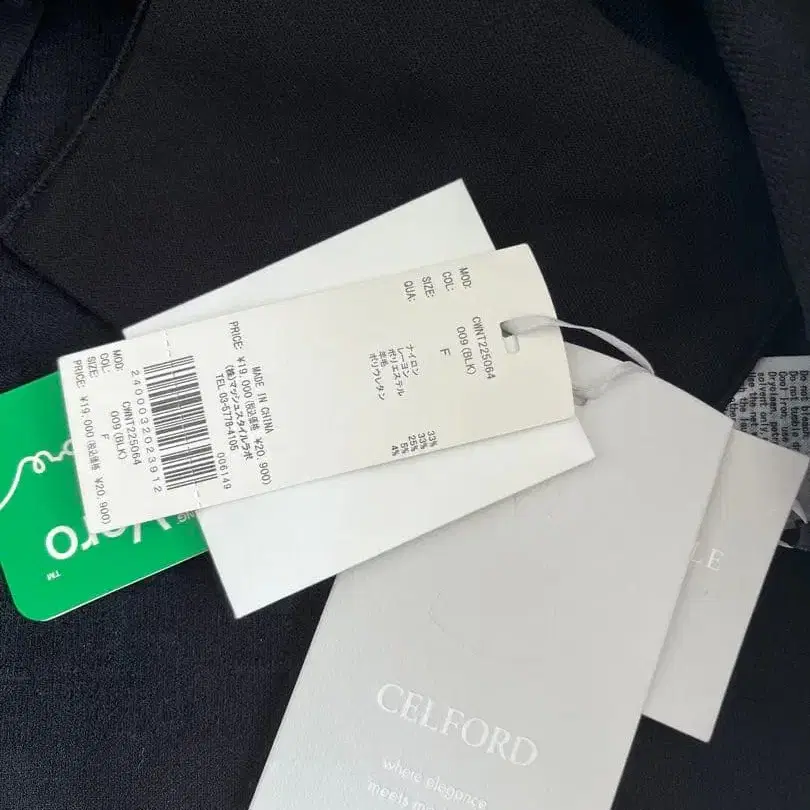 MOD: CWNT225064
COL: 009(BLK)
SIZE: F
QUA:
ナイロン 33%
レーヨン 33%
ポリエステル 25%
羊毛 5%
ポリウレタン 4%
MADE IN CHINA
(株)マッシュスタイルラボ
TEL 03-5778-4105
006149
PRICE: ¥19,000(税込価格 ¥20,900)
2400032023912
MOD: CWNT225064
COL: 009(BLK)
SIZE: F
PRICE: ¥19,000(税込価格 ¥20,900)
CELFORD
where elegance
meets